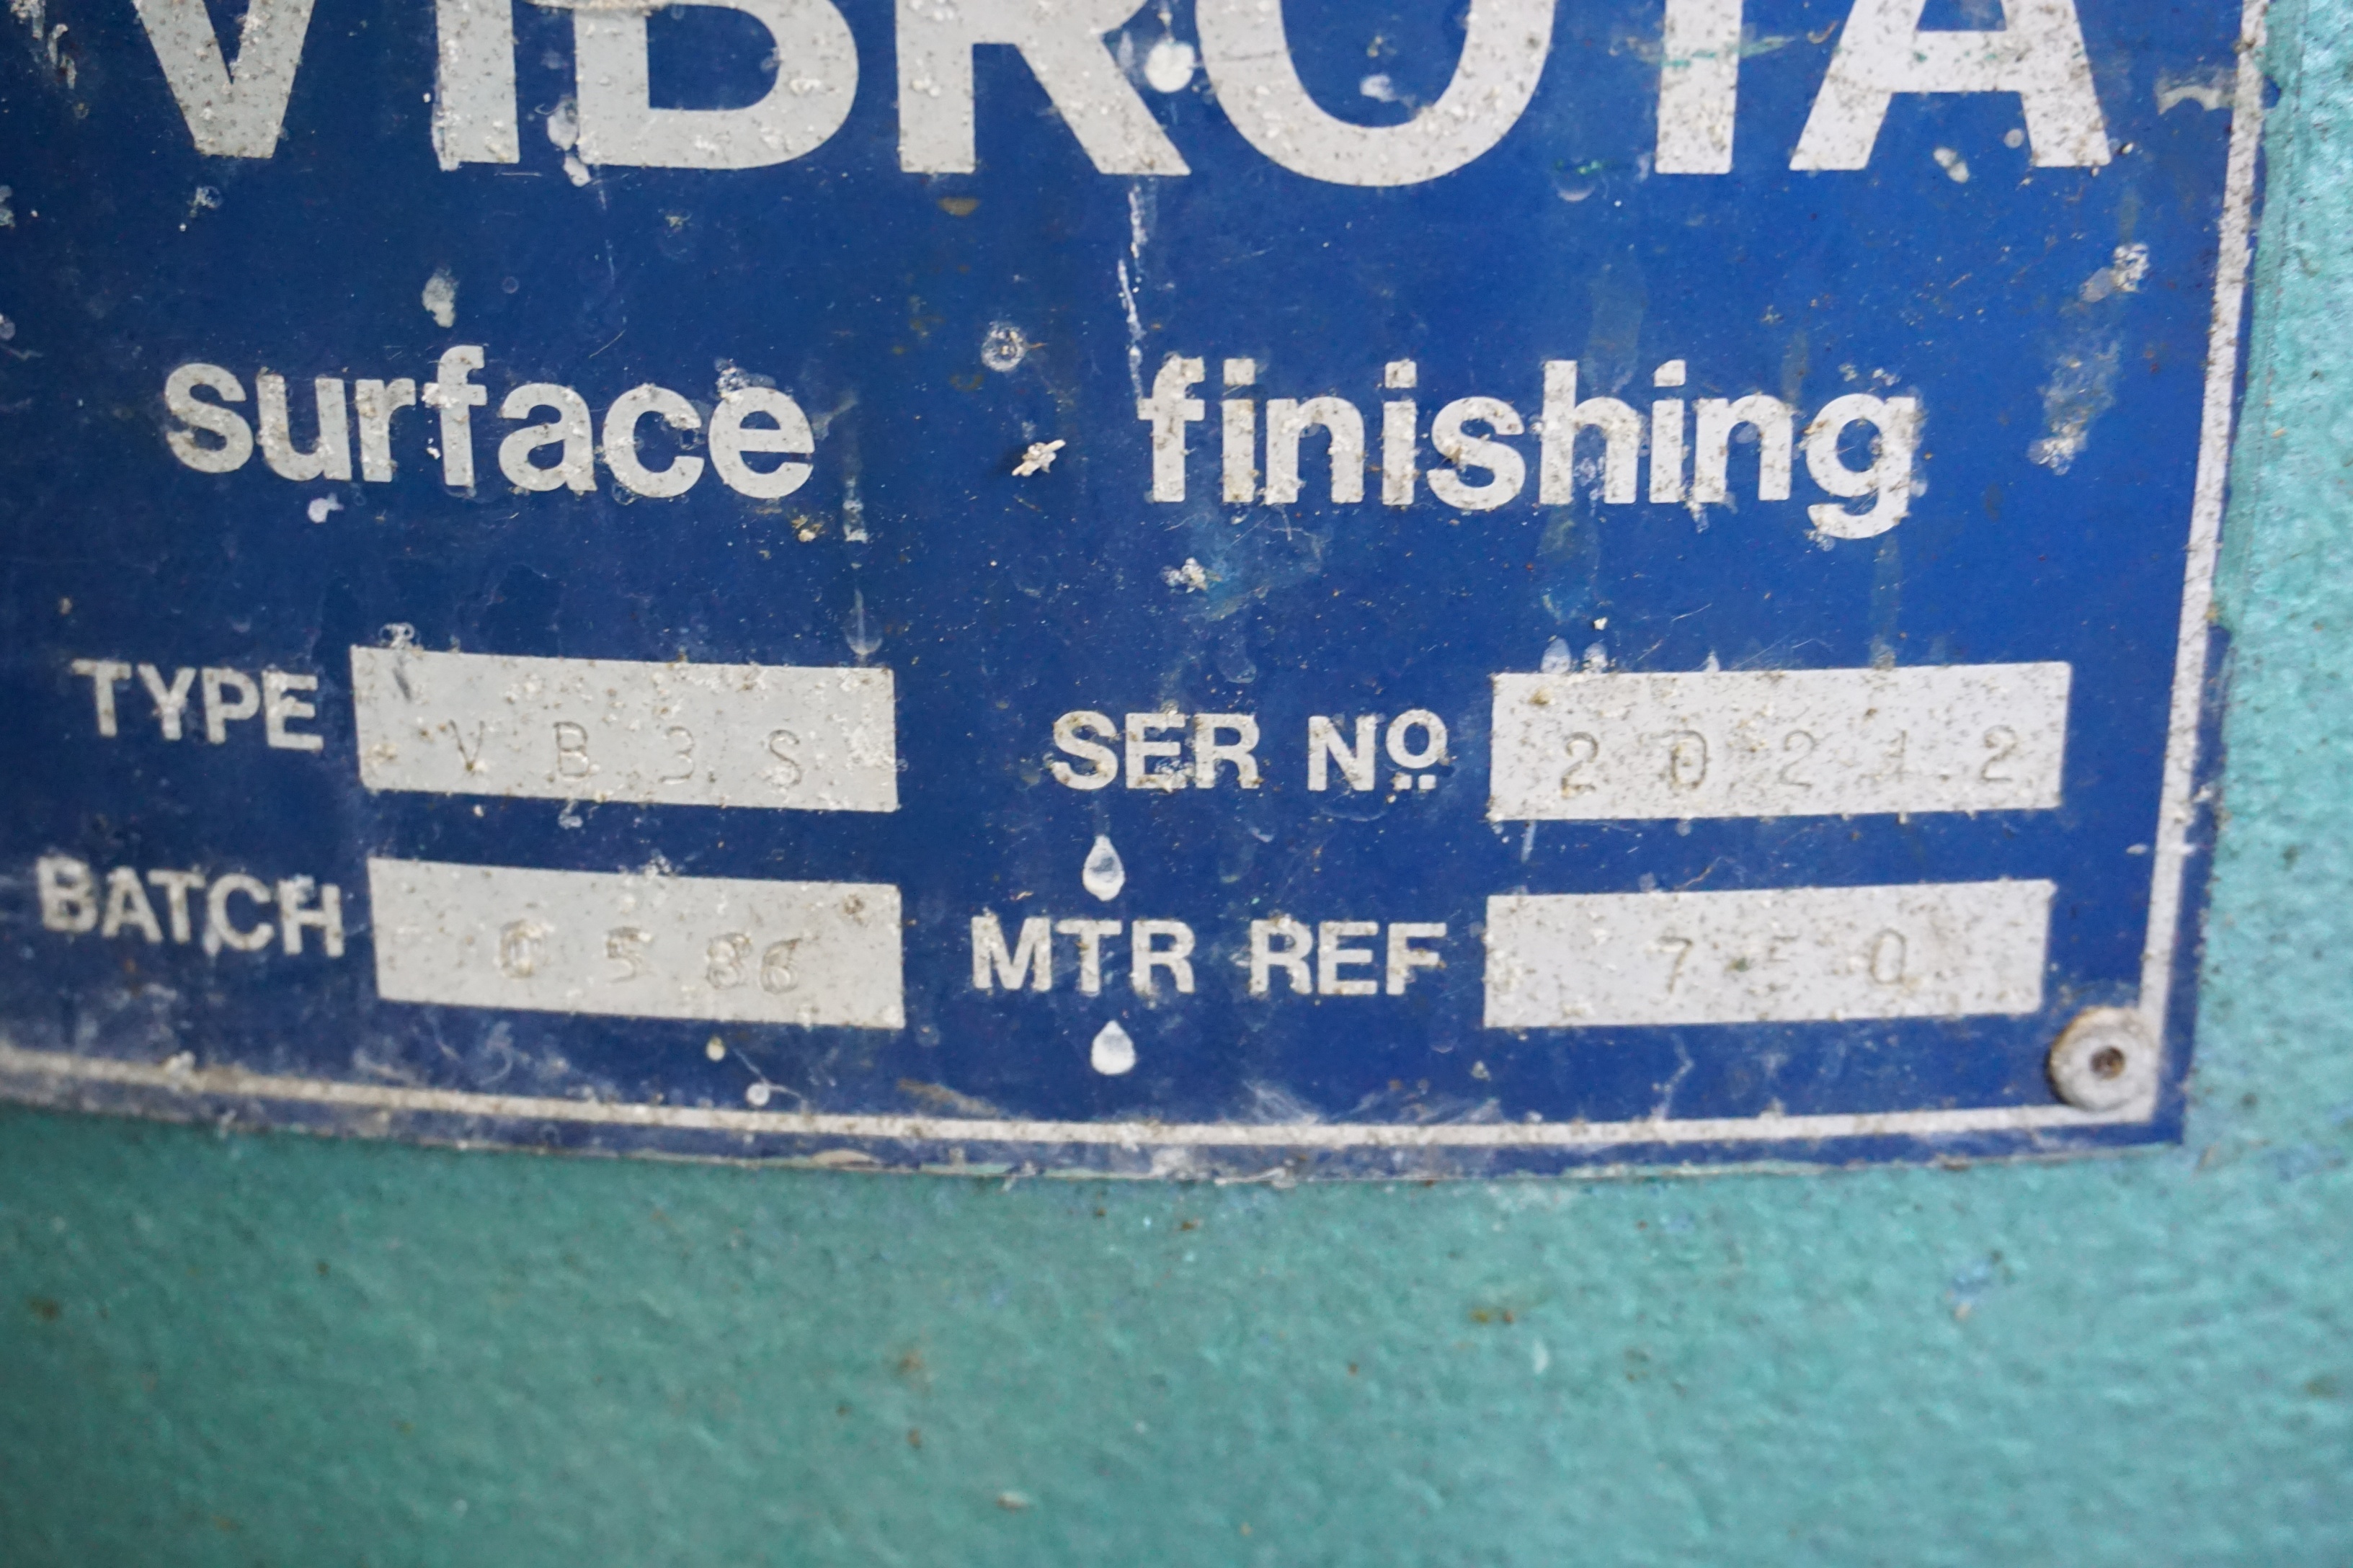 VIBROTA
surface finishing
TYPE VB3S SER Nº 20212
BATCH 0586 MTR REF 750